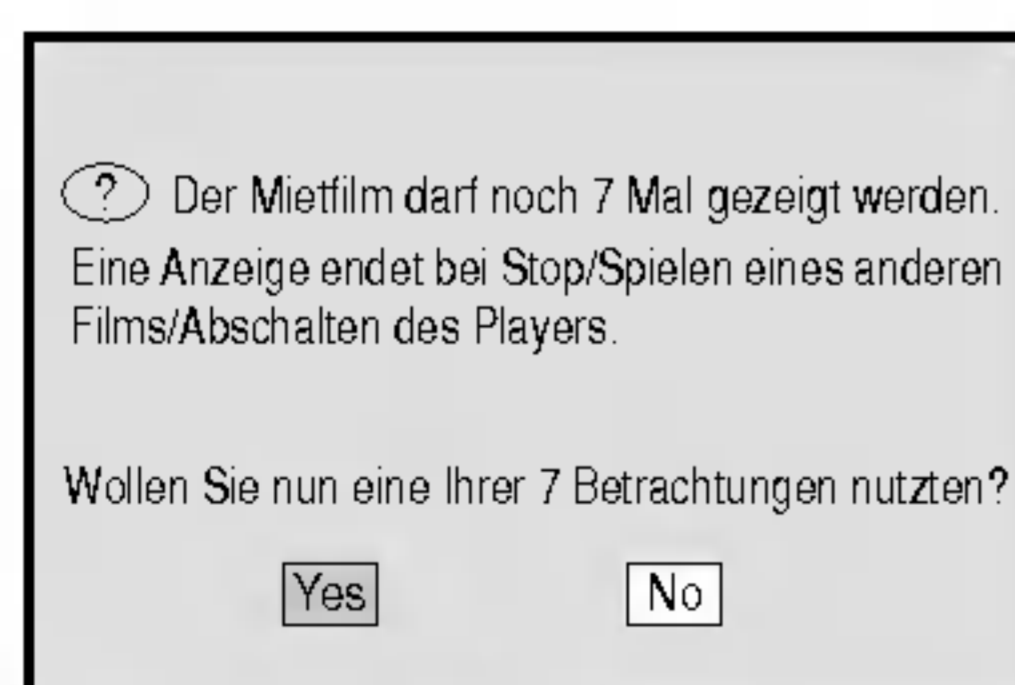 ? Der Mietfilm darf noch 7 Mal gezeigt werden.
Eine Anzeige endet bei Stop/Spielen eines anderen
Films/Abschalten des Players.
Wollen Sie nun eine Ihrer 7 Betrachtungen nutzten?
Yes No